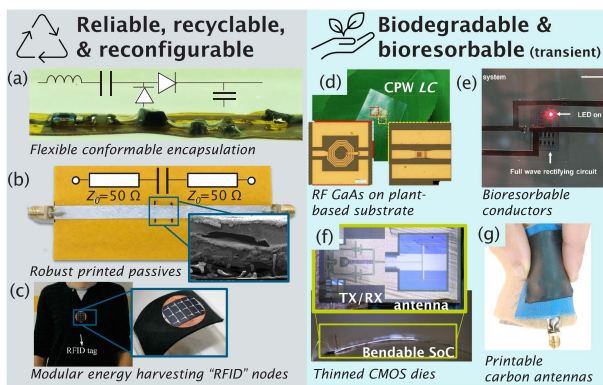 Reliable, recyclable,
& reconfigurable
(a)
Flexible conformable encapsulation
(b)
Z0=50 Ω
Z0=50 Ω
Robust printed passives
(c)
RFID tag
Modular energy harvesting “RFID” nodes
Biodegradable &
bioresorbable (transient)
(d)
CPW LC
RF GaAs on plant-
based substrate
(e)
system
LED on
Full wave rectifying circuit
Bioresorbable
conductors
(f)
TX/RX
antenna
Bendable SoC
Thinned CMOS dies
(g)
Printable
carbon antennas